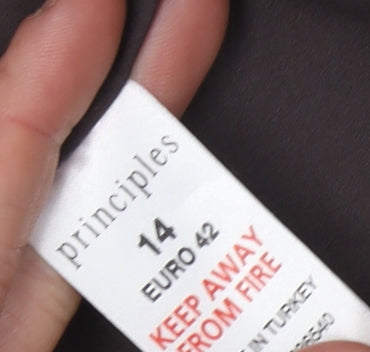 principles
14
EURO 42
KEEP AWAY
FROM FIRE
IN TURKEY